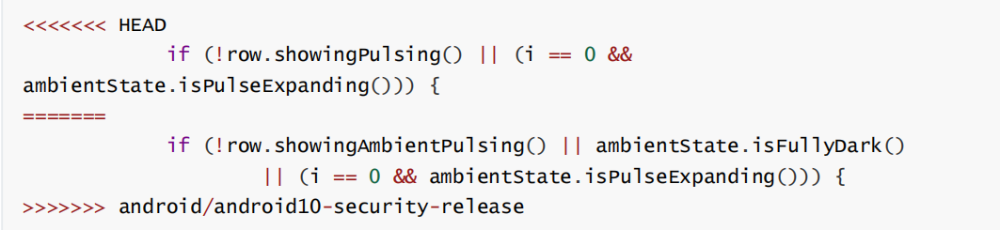 <<<<<<< HEAD
if (!row.showingPulsing() || (i == 0 &&
ambientState.isPulseExpanding())) {
=======
if (!row.showingAmbientPulsing() || ambientState.isFullyDark()
|| (i == 0 && ambientState.isPulseExpanding())) {
>>>>>>> android/android10-security-release